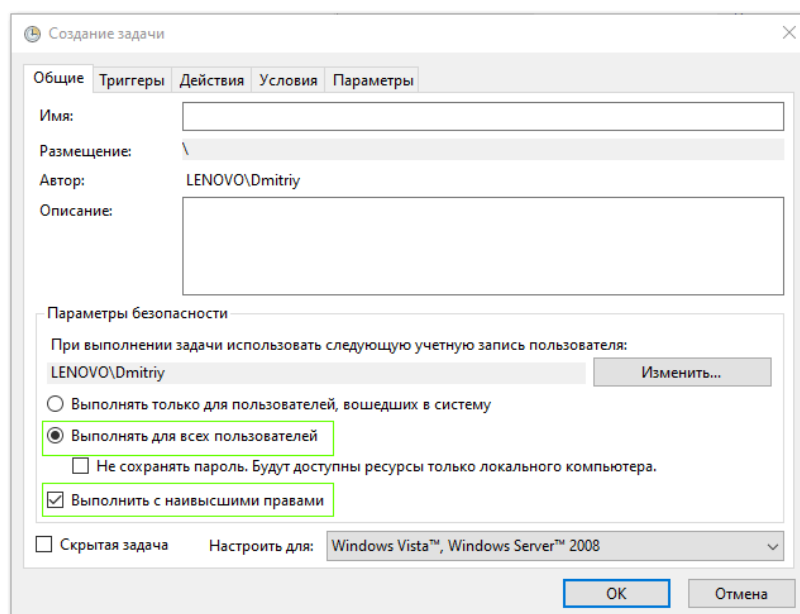 Создание задачи
Общие Триггеры Действия Условия Параметры
Имя:
Размещение: \
Автор: LENOVO\Dmitriy
Описание:
Параметры безопасности
При выполнении задачи использовать следующую учетную запись пользователя:
LENOVO\Dmitriy Изменить...
Выполнять только для пользователей, вошедших в систему
Выполнять для всех пользователей
Не сохранять пароль. Будут доступны ресурсы только локального компьютера.
Выполнить с наивысшими правами
Скрытая задача Настроить для: Windows Vista™, Windows Server™ 2008
OK Отмена